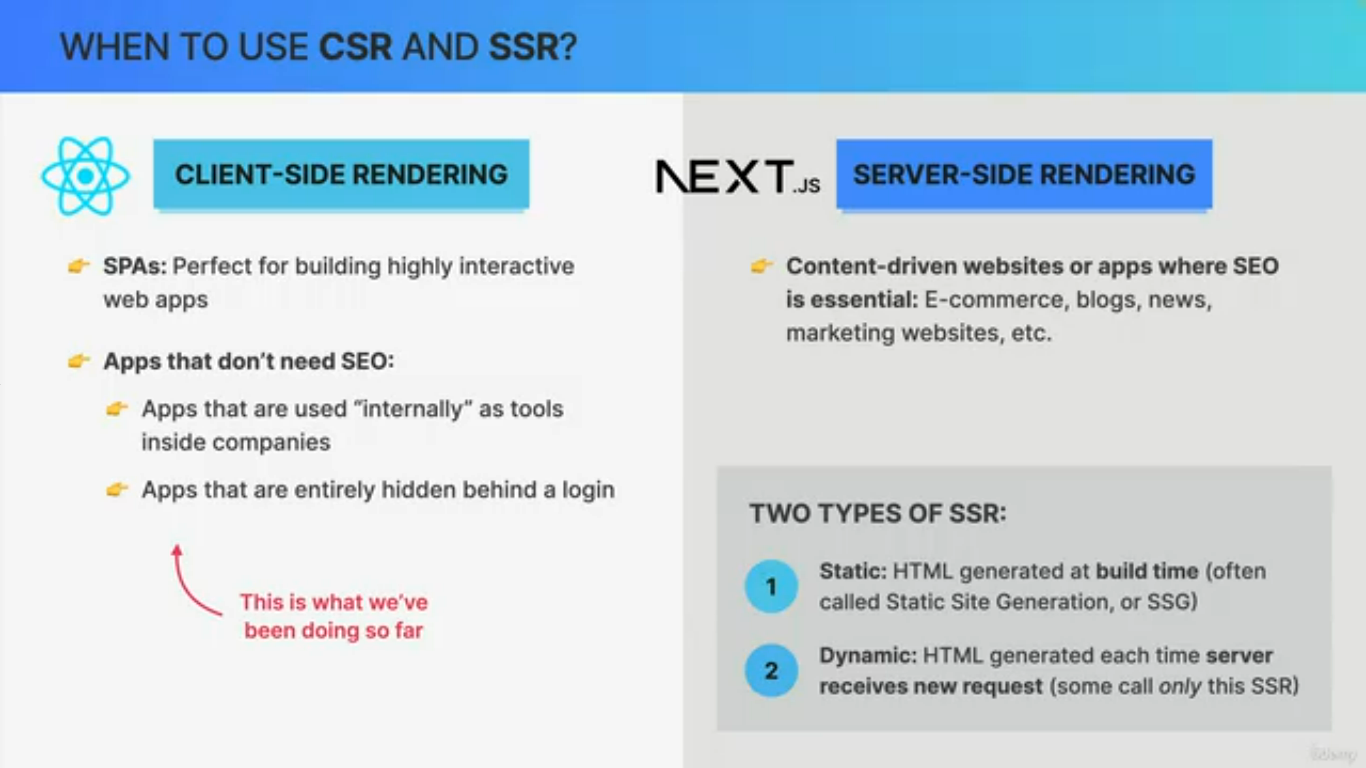 WHEN TO USE CSR AND SSR?
CLIENT-SIDE RENDERING
SPAs: Perfect for building highly interactive
web apps
Apps that don’t need SEO:
Apps that are used “internally” as tools
inside companies
Apps that are entirely hidden behind a login
This is what we’ve
been doing so far
NEXT.JS
SERVER-SIDE RENDERING
Content-driven websites or apps where SEO
is essential: E-commerce, blogs, news,
marketing websites, etc.
TWO TYPES OF SSR:
1
Static: HTML generated at build time (often
called Static Site Generation, or SSG)
2
Dynamic: HTML generated each time server
receives new request (some call only this SSR)
Udemy